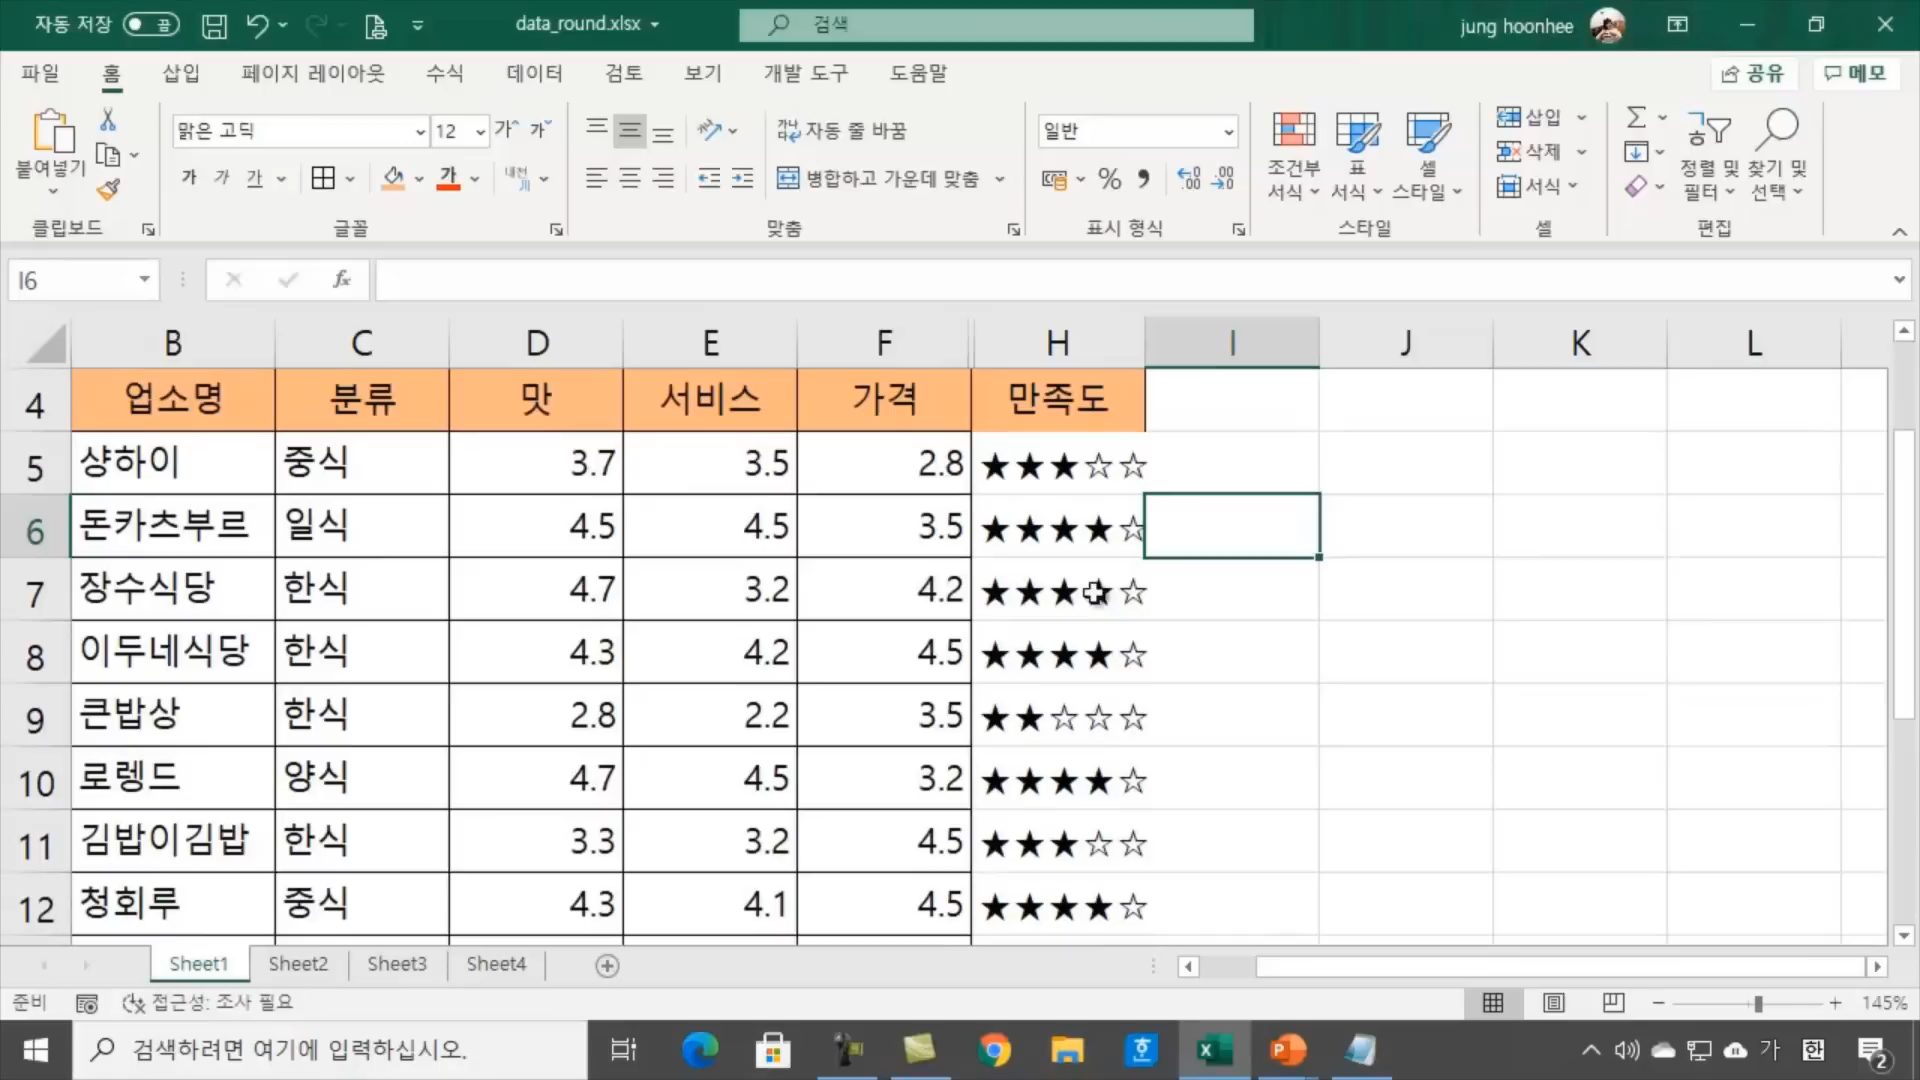 자동 저장 끔 data_round.xlsx 검색 jung hoonhee
파일 홈 삽입 페이지 레이아웃 수식 데이터 검토 보기 개발 도구 도움말 공유 메모
붙여넣기
맑은 고딕 12 가 가
가 가 가 가 내천
자동 줄 바꿈
병합하고 가운데 맞춤
일반
% 9 .00 .00
조건부 서식
표 서식
셀 스타일
삽입
삭제
서식
정렬 및 필터
찾기 및 선택
클립보드 글꼴 맞춤 표시 형식 스타일 셀 편집
I6 fx
B C D E F H I J K L
4 업소명 분류 맛 서비스 가격 만족도
5 샹하이 중식 3.7 3.5 2.8 ★★★☆☆
6 돈카츠부르 일식 4.5 4.5 3.5 ★★★★☆
7 장수식당 한식 4.7 3.2 4.2 ★★★★☆
8 이두네식당 한식 4.3 4.2 4.5 ★★★★☆
9 큰밥상 한식 2.8 2.2 3.5 ★★☆☆☆
10 로렝드 양식 4.7 4.5 3.2 ★★★★☆
11 김밥이김밥 한식 3.3 3.2 4.5 ★★★☆☆
12 청회루 중식 4.3 4.1 4.5 ★★★★☆
Sheet1 Sheet2 Sheet3 Sheet4
준비 접근성: 조사 필요 145%
검색하려면 여기에 입력하십시오. 가 한 2